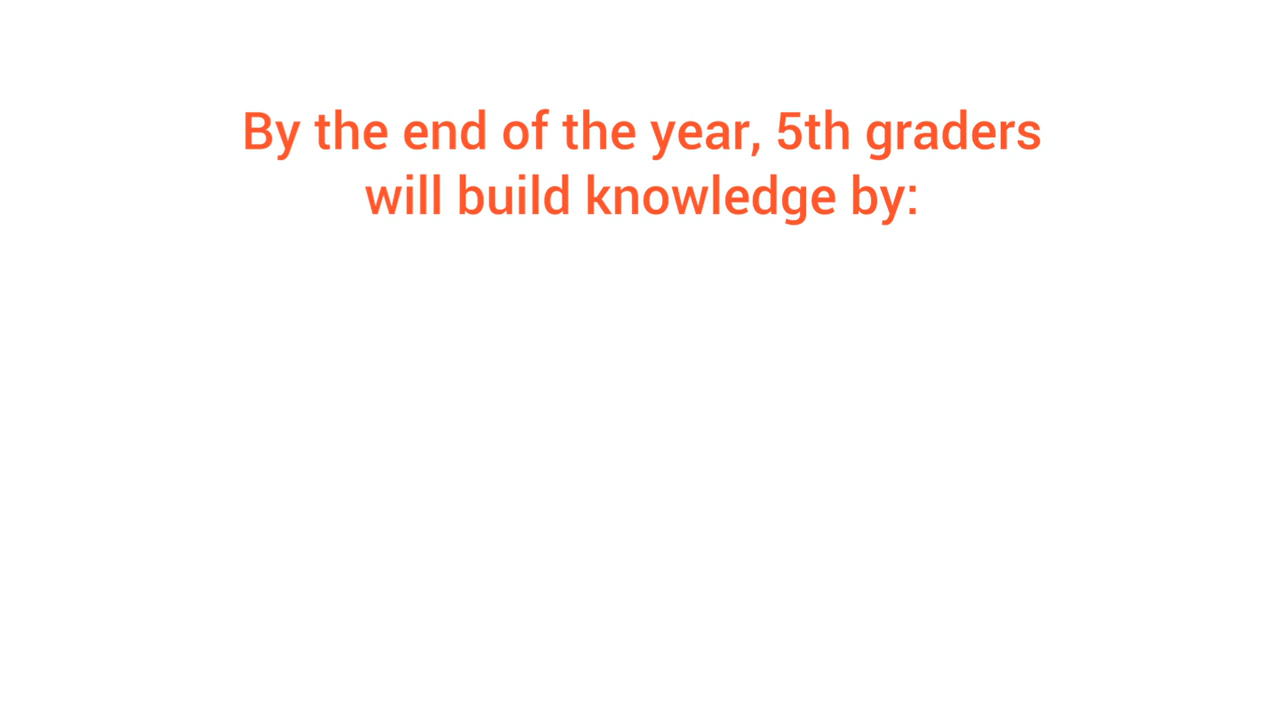 By the end of the year, 5th graders
will build knowledge by: